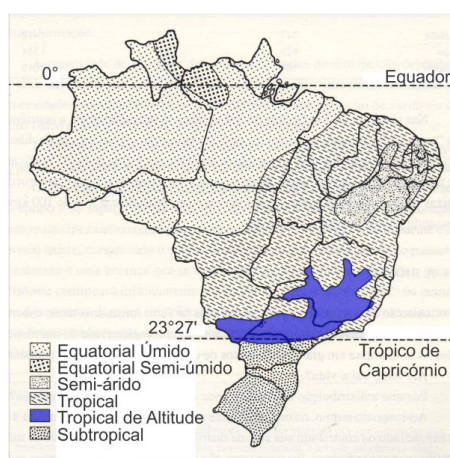 0°
Equador
23°27'
Trópico de
Capricórnio
Equatorial Úmido
Equatorial Semi-úmido
Semi-árido
Tropical
Tropical de Altitude
Subtropical